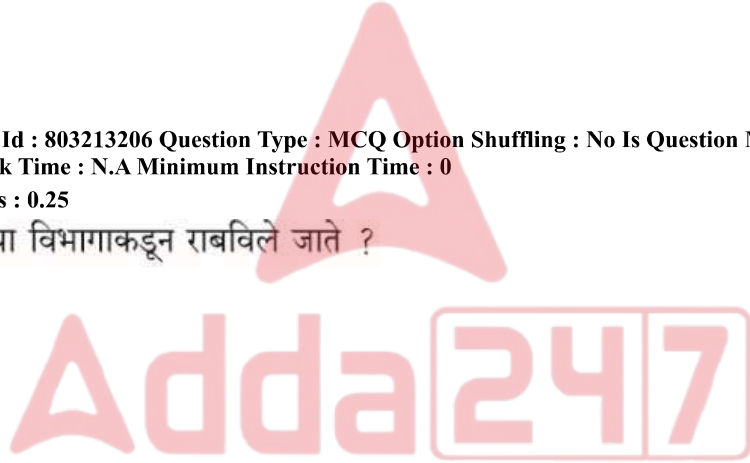 Id : 803213206 Question Type : MCQ Option Shuffling : No Is Question
k Time : N.A Minimum Instruction Time : 0
s : 0.25
विभागाकडून राबविले जाते ?
Adda247